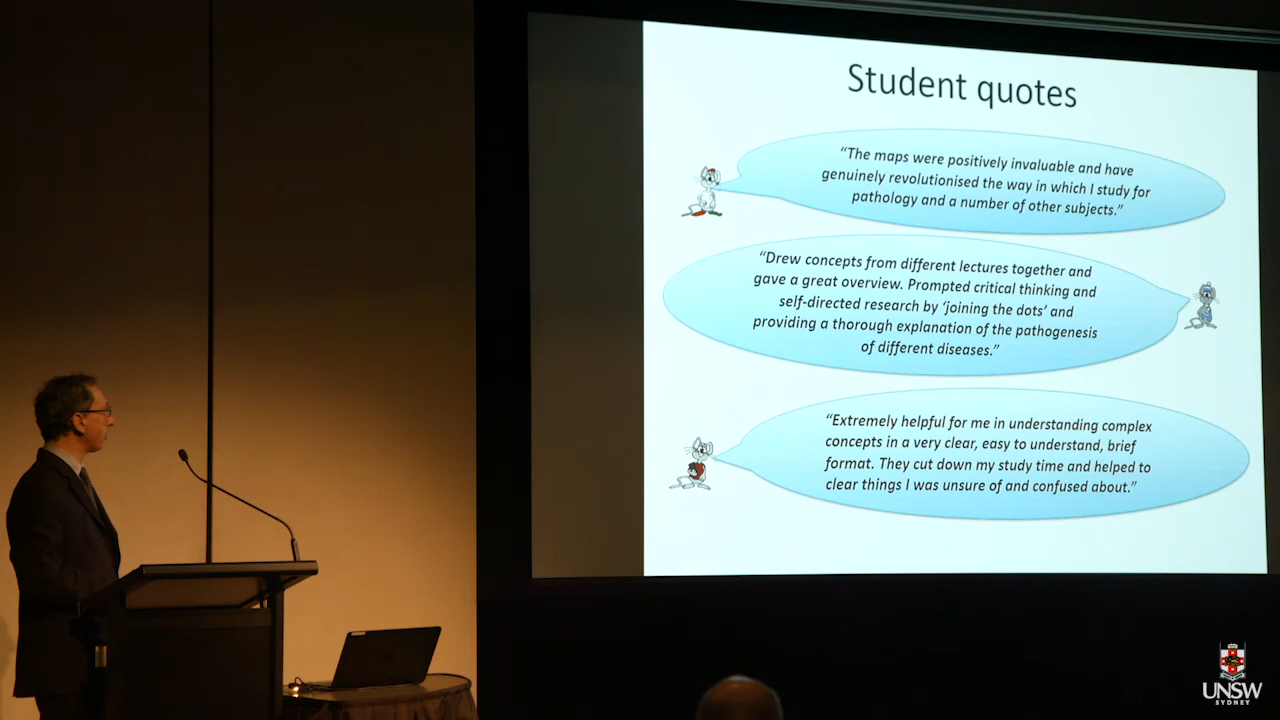 Student quotes
“The maps were positively invaluable and have
genuinely revolutionised the way in which I study for
pathology and a number of other subjects.”
“Drew concepts from different lectures together and
gave a great overview. Prompted critical thinking and
self-directed research by ‘joining the dots’ and
providing a thorough explanation of the pathogenesis
of different diseases.”
“Extremely helpful for me in understanding complex
concepts in a very clear, easy to understand, brief
format. They cut down my study time and helped to
clear things I was unsure of and confused about.”
UNSW
SYDNEY